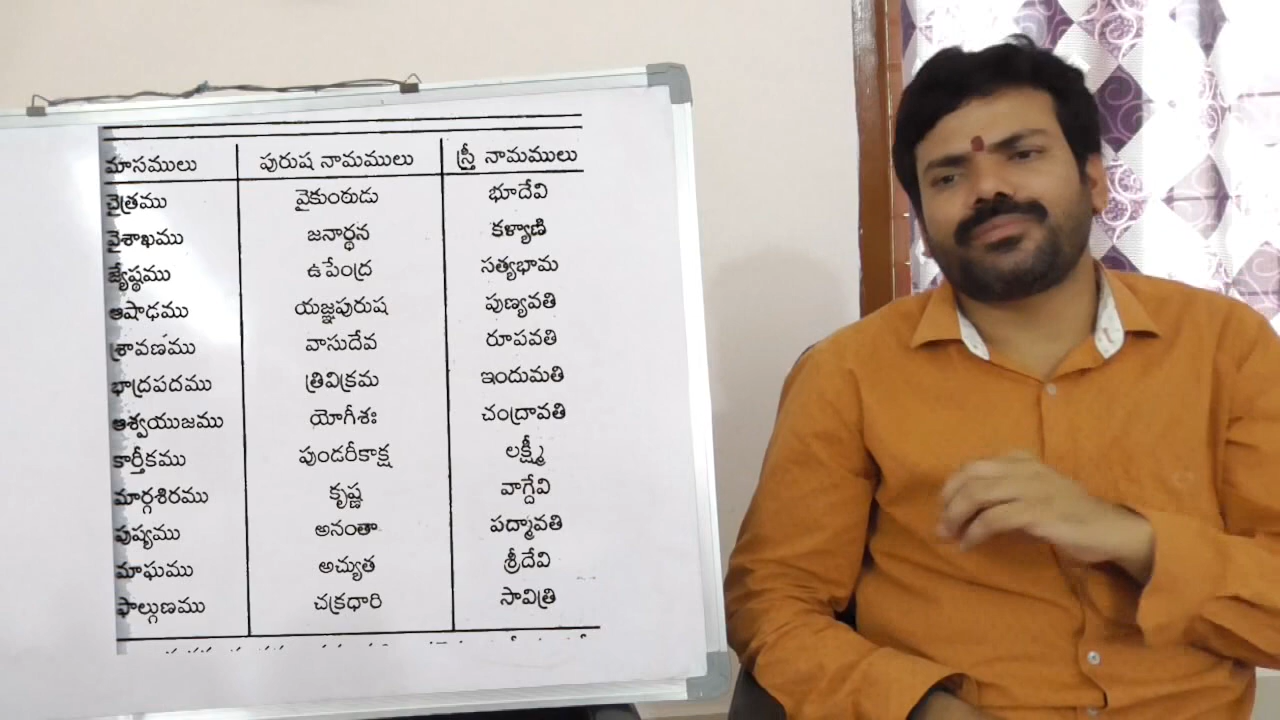 మాసములు పురుష నామములు స్త్రీ నామములు
చైత్రము వైకుంఠుడు భూదేవి
వైశాఖము జనార్థన కళ్యాణి
జ్యేష్ఠము ఉపేంద్ర సత్యభామ
ఆషాఢము యజ్ఞపురుష పుణ్యవతి
శ్రావణము వాసుదేవ రూపవతి
భాద్రపదము త్రివిక్రమ ఇందుమతి
ఆశ్వయుజము యోగీశః చంద్రావతి
కార్తీకము పుండరీకాక్ష లక్ష్మీ
మార్గశిరము కృష్ణ వాగ్దేవి
పుష్యము అనంతా పద్మావతి
మాఘము అచ్యుత శ్రీదేవి
ఫాల్గుణము చక్రధారి సావిత్రి